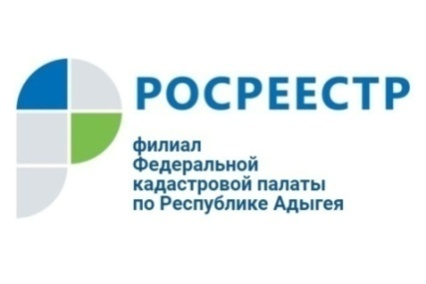 РОСРЕЕСТР
филиал
Федеральной
кадастровой палаты
по Республике Адыгея